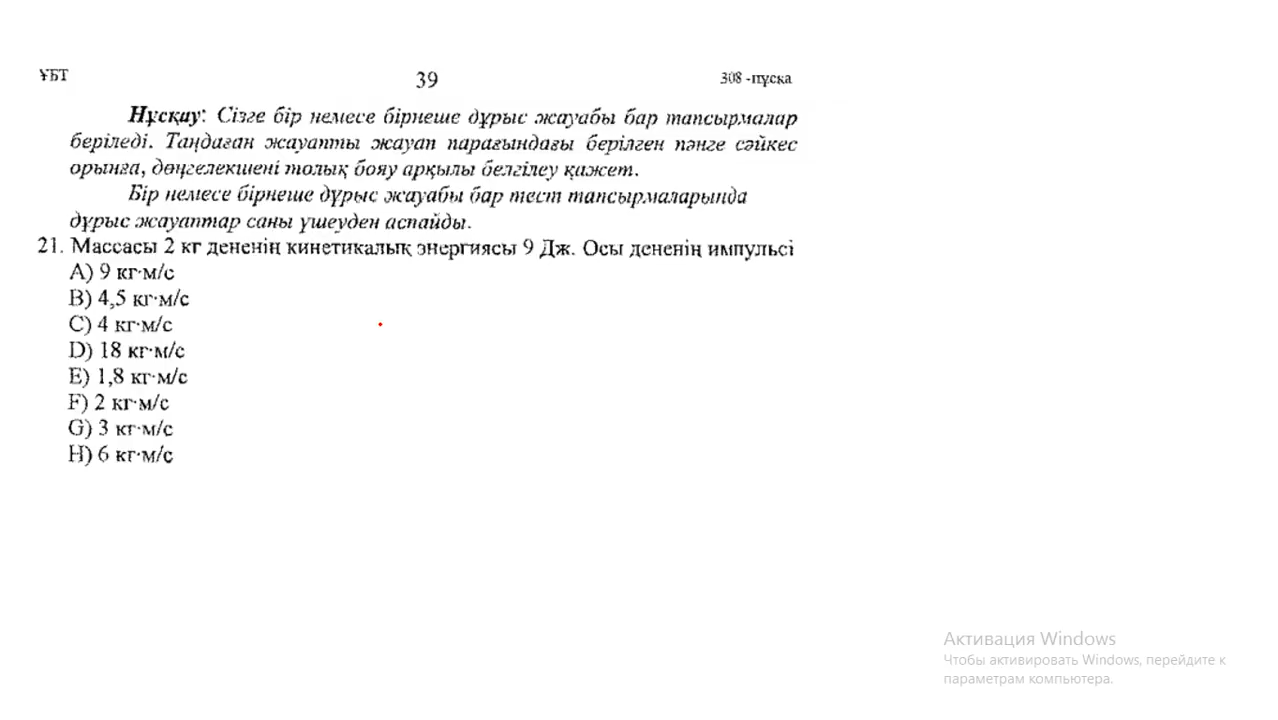 ҰБТ 39 308 -нұсқа
Нұсқау: Сізге бір немесе бірнеше дұрыс жауабы бар тапсырмалар
беріледі. Таңдаған жауапты жауап парағындағы берілген пәнге сәйкес
орынға, дөңгелекшені толық бояу арқылы белгілеу қажет.
Бір немесе бірнеше дұрыс жауабы бар тест тапсырмаларында
дұрыс жауаптар саны үшеуден аспайды.
21. Массасы 2 кг дененің кинетикалық энергиясы 9 Дж. Осы дененің импульсі
A) 9 кг·м/с
B) 4,5 кг·м/с
C) 4 кг·м/с
D) 18 кг·м/с
E) 1,8 кг·м/с
F) 2 кг·м/с
G) 3 кг·м/с
H) 6 кг·м/с
Активация Windows
Чтобы активировать Windows, перейдите к
параметрам компьютера.